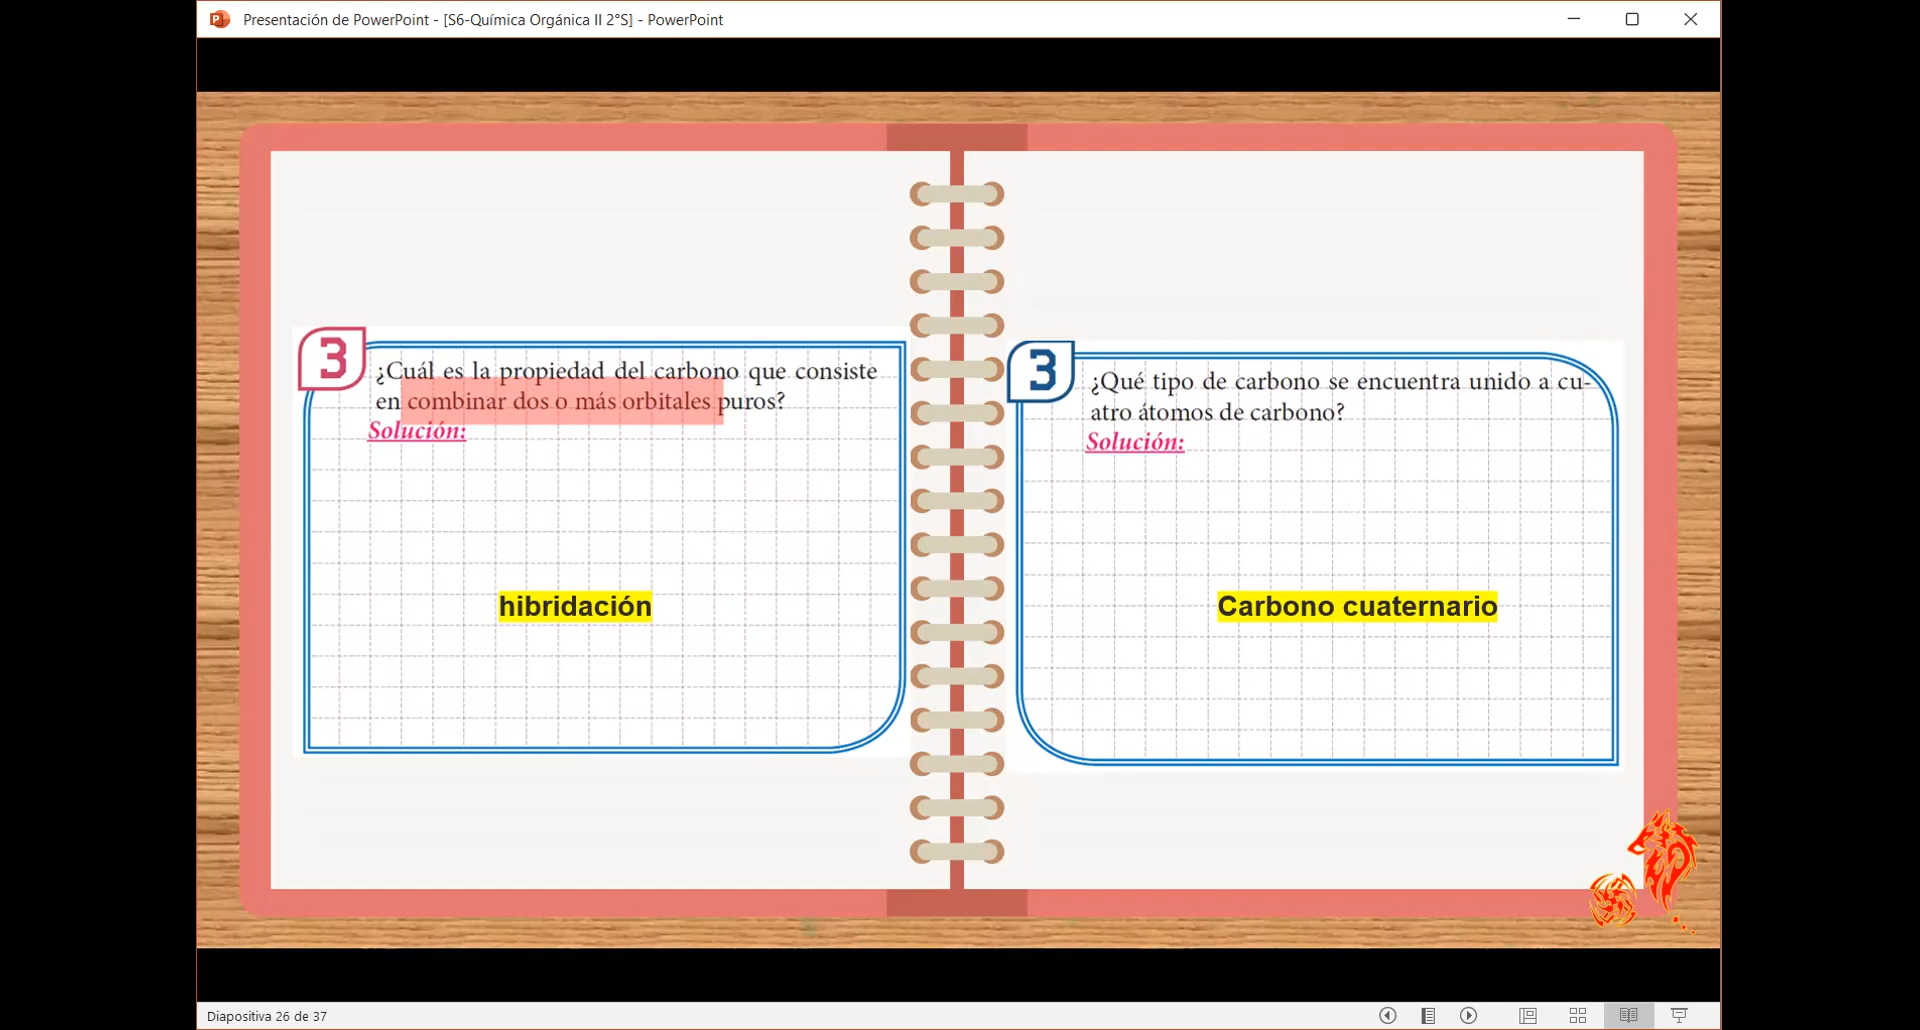 Presentación de PowerPoint - [S6-Química Orgánica II 2°S] - PowerPoint
3
¿Cuál es la propiedad del carbono que consiste
en combinar dos o más orbitales puros?
Solución:
hibridación
3
¿Qué tipo de carbono se encuentra unido a cu-
atro átomos de carbono?
Solución:
Carbono cuaternario
Diapositiva 26 de 37